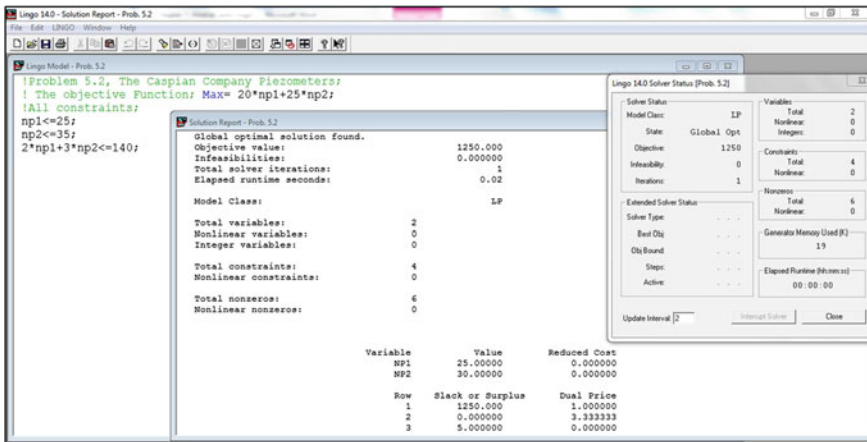 Lingo 14.0 - Solution Report - Prob. 5.2
File Edit LINGO Window Help
Lingo Model - Prob. 5.2
!Problem 5.2, The Caspian Company Piezometers;
! The objective Function; Max= 20*np1+25*np2;
!All constraints;
np1<=25;
np2<=35;
2*np1+3*np2<=140;
Solution Report - Prob. 5.2
Global optimal solution found.
Objective value: 1250.000
Infeasibilities: 0.000000
Total solver iterations: 1
Elapsed runtime seconds: 0.02
Model Class: LP
Total variables: 2
Nonlinear variables: 0
Integer variables: 0
Total constraints: 4
Nonlinear constraints: 0
Total nonzeros: 6
Nonlinear nonzeros: 0
Variable Value Reduced Cost
NP1 25.00000 0.000000
NP2 30.00000 0.000000
Row Slack or Surplus Dual Price
1 1250.000 1.000000
2 0.000000 3.333333
3 5.000000 0.000000
Lingo 14.0 Solver Status [Prob. 5.2]
Solver Status
Model Class: LP
State: Global Opt
Objective: 1250
Infeasibility: 0
Iterations: 1
Extended Solver Status
Solver Type: . . .
Best Obj: . . .
Obj Bound: . . .
Steps: . . .
Active: . . .
Update Interval: 2
Variables
Total: 2
Nonlinear: 0
Integers: 0
Constraints
Total: 4
Nonlinear: 0
Nonzeros
Total: 6
Nonlinear: 0
Generator Memory Used (K)
19
Elapsed Runtime (hh:mm:ss)
00:00:00
Interrupt Solver
Close